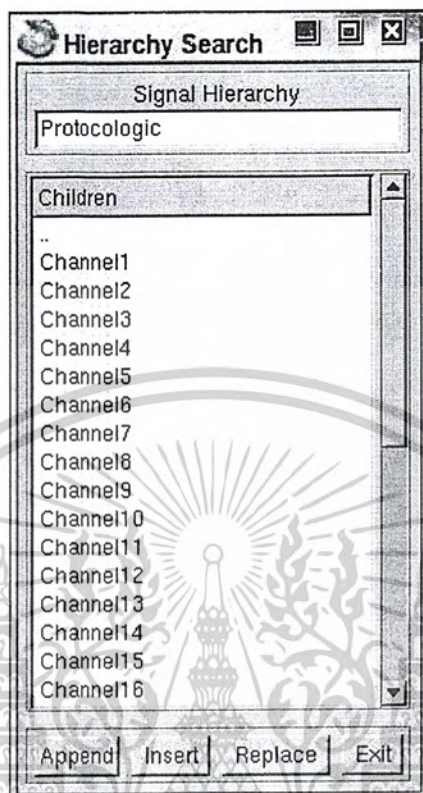 Hierarchy Search
Signal Hierarchy
Protocologic
Children
..
Channel1
Channel2
Channel3
Channel4
Channel5
Channel6
Channel7
Channel8
Channel9
Channel10
Channel11
Channel12
Channel13
Channel14
Channel15
Channel16
Append Insert Replace Exit